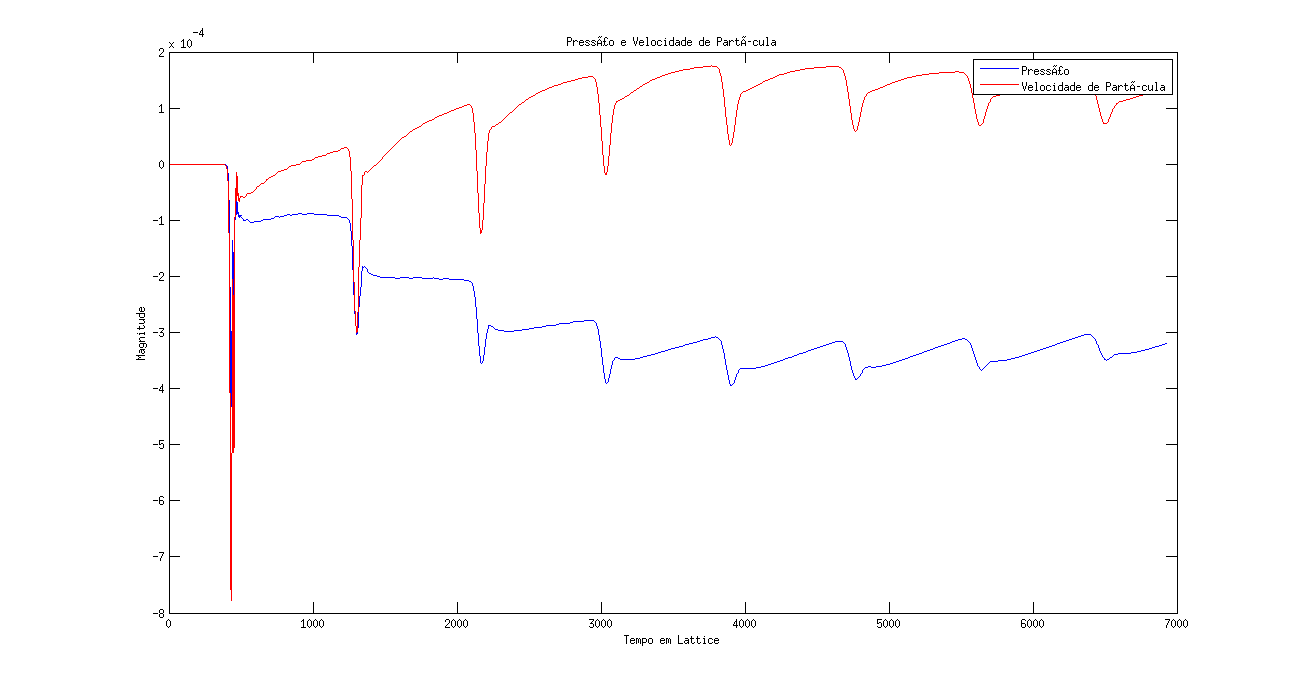 x 10^-4
PressÃ£o e Velocidade de PartÃ­cula
2
1
0
-1
-2
-3
-4
-5
-6
-7
-8
Magnitude
PressÃ£o
Velocidade de PartÃ­cula
0 1000 2000 3000 4000 5000 6000 7000
Tempo em Lattice